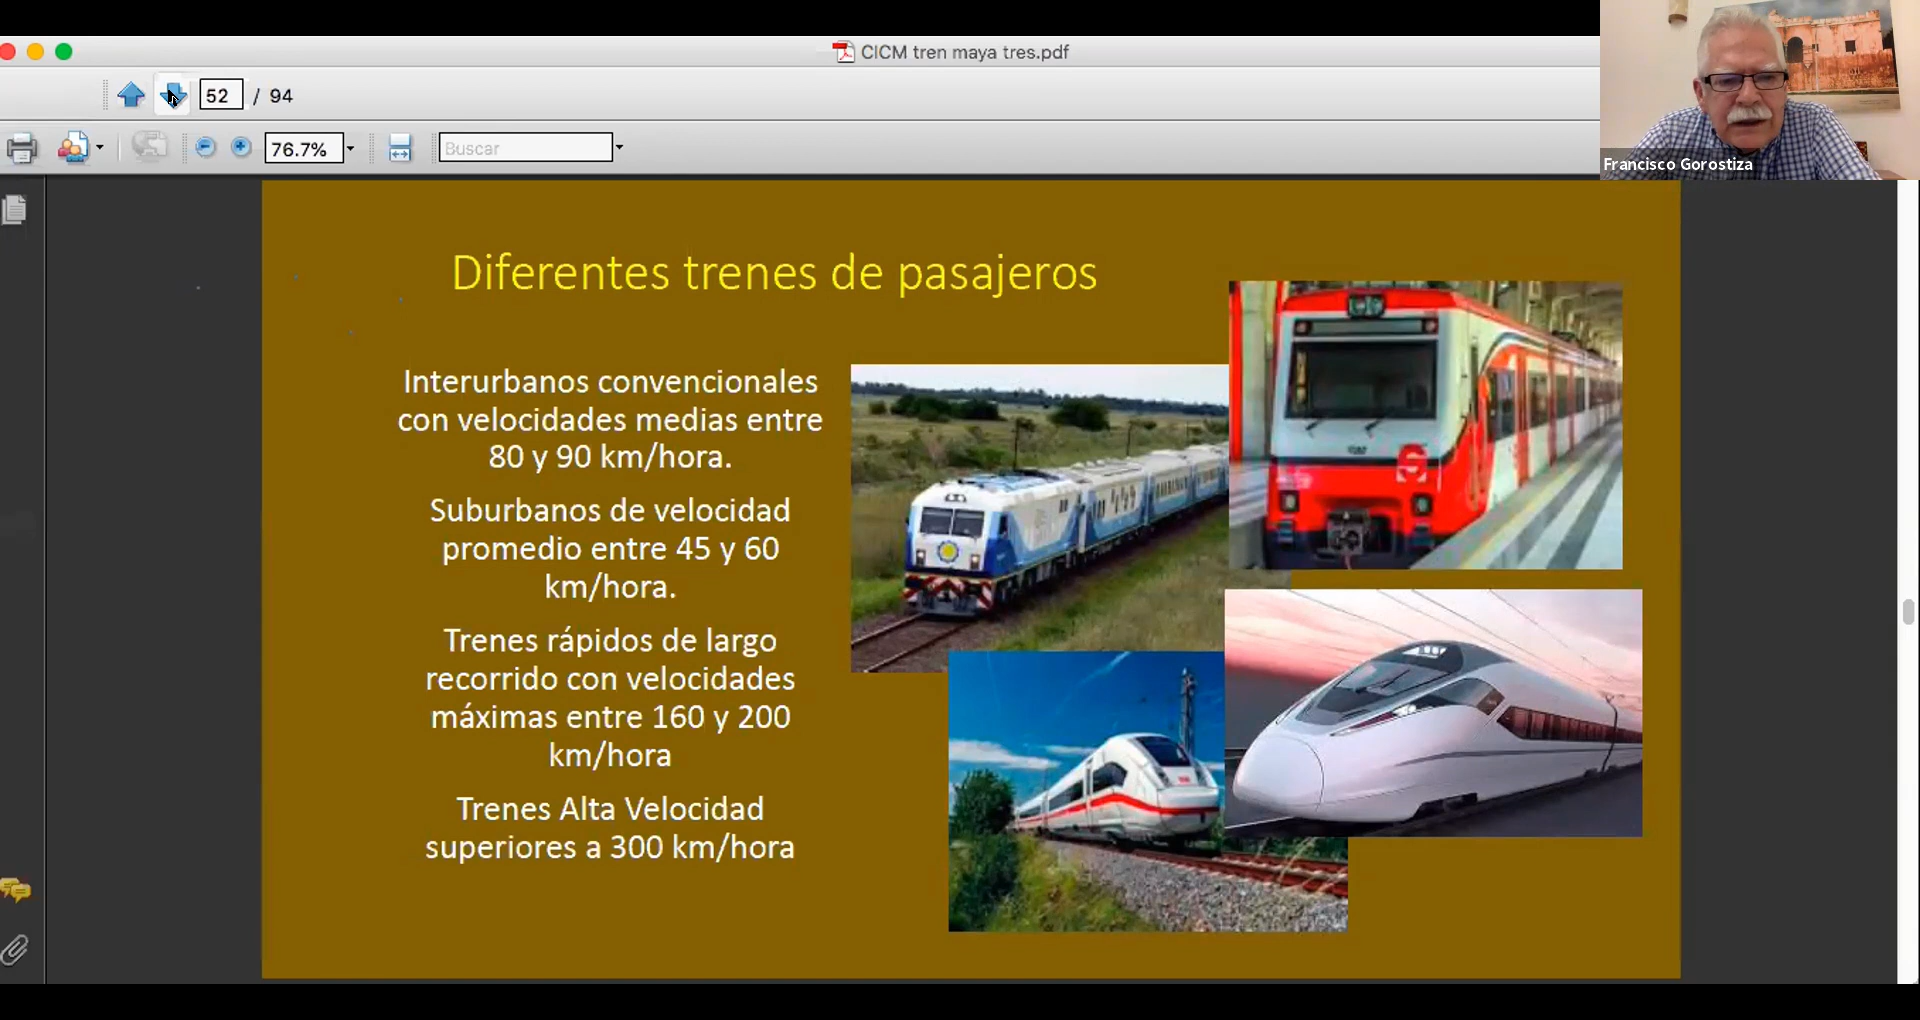 CICM tren maya tres.pdf
52 / 94
76.7%
Buscar
Francisco Gorostiza
Diferentes trenes de pasajeros
Interurbanos convencionales
con velocidades medias entre
80 y 90 km/hora.
Suburbanos de velocidad
promedio entre 45 y 60
km/hora.
Trenes rápidos de largo
recorrido con velocidades
máximas entre 160 y 200
km/hora
Trenes Alta Velocidad
superiores a 300 km/hora